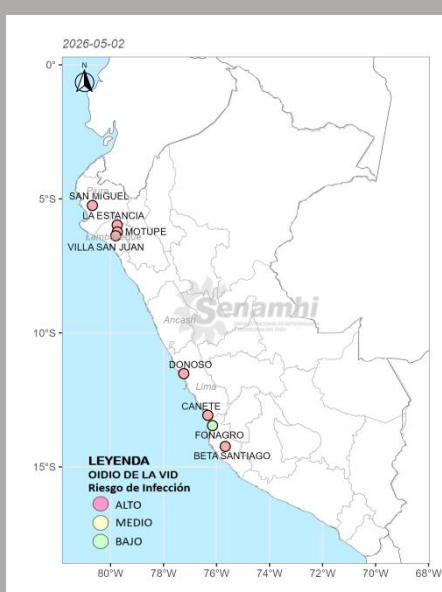 2026-05-02
N
0°
5°S
10°S
15°S
Piura
SAN MIGUEL
LA ESTANCIA
MOTUPE
Lambayeque
VILLA SAN JUAN
Senamhi
Ancash
DONOSO
Lima
CANETE
FONAGRO
BETA SANTIAGO
LEYENDA
OIDIO DE LA VID
Riesgo de Infección
ALTO
MEDIO
BAJO
80°W 78°W 76°W 74°W 72°W 70°W 68°W